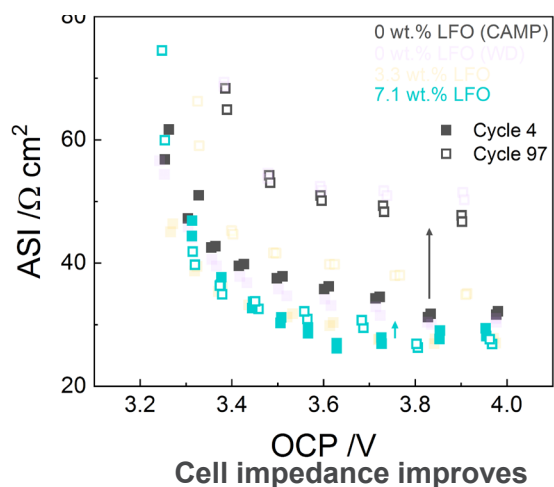 80
60
40
20
ASI /Ω cm²
3.2 3.4 3.6 3.8 4.0
OCP /V
0 wt.% LFO (CAMP)
0 wt.% LFO (WD)
3.3 wt.% LFO
7.1 wt.% LFO
Cycle 4
Cycle 97
Cell impedance improves